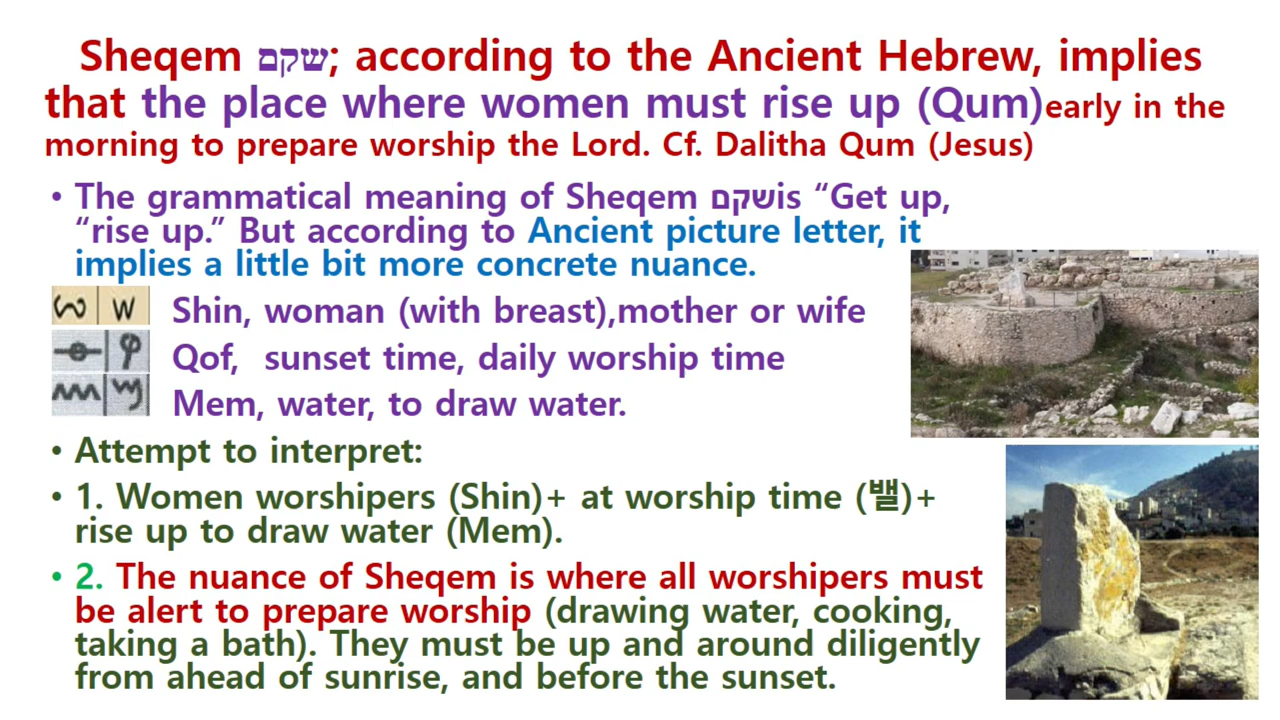 Sheqem שקם; according to the Ancient Hebrew, implies
that the place where women must rise up (Qum)early in the
morning to prepare worship the Lord. Cf. Dalitha Qum (Jesus)
• The grammatical meaning of Sheqem שקםis “Get up,
“rise up.” But according to Ancient picture letter, it
implies a little bit more concrete nuance.
Shin, woman (with breast),mother or wife
Qof, sunset time, daily worship time
Mem, water, to draw water.
• Attempt to interpret:
• 1. Women worshipers (Shin)+ at worship time (뱰)+
rise up to draw water (Mem).
• 2. The nuance of Sheqem is where all worshipers must
be alert to prepare worship (drawing water, cooking,
taking a bath). They must be up and around diligently
from ahead of sunrise, and before the sunset.